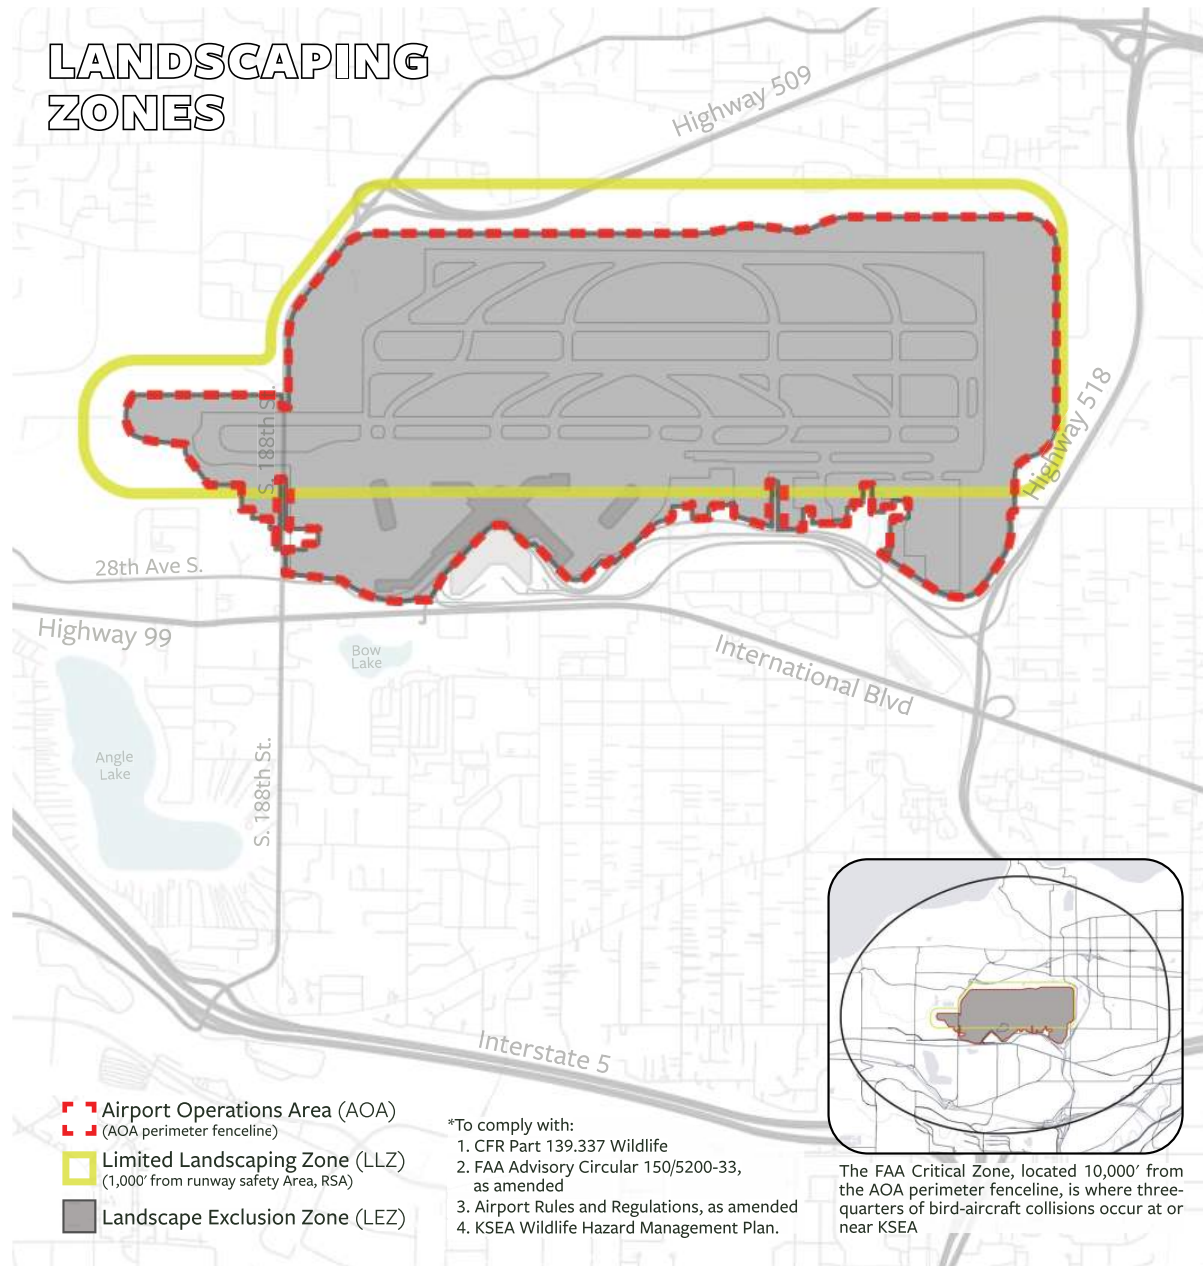 LANDSCAPING
ZONES
Highway 509
Highway 518
S. 188th St.
28th Ave S.
Highway 99
Bow
Lake
International Blvd
Angle
Lake
S. 188th St.
Interstate 5
Airport Operations Area (AOA)
(AOA perimeter fenceline)
Limited Landscaping Zone (LLZ)
(1,000' from runway safety Area, RSA)
Landscape Exclusion Zone (LEZ)
*To comply with:
1. CFR Part 139.337 Wildlife
2. FAA Advisory Circular 150/5200-33,
as amended
3. Airport Rules and Regulations, as amended
4. KSEA Wildlife Hazard Management Plan.
The FAA Critical Zone, located 10,000' from
the AOA perimeter fenceline, is where three-
quarters of bird-aircraft collisions occur at or
near KSEA